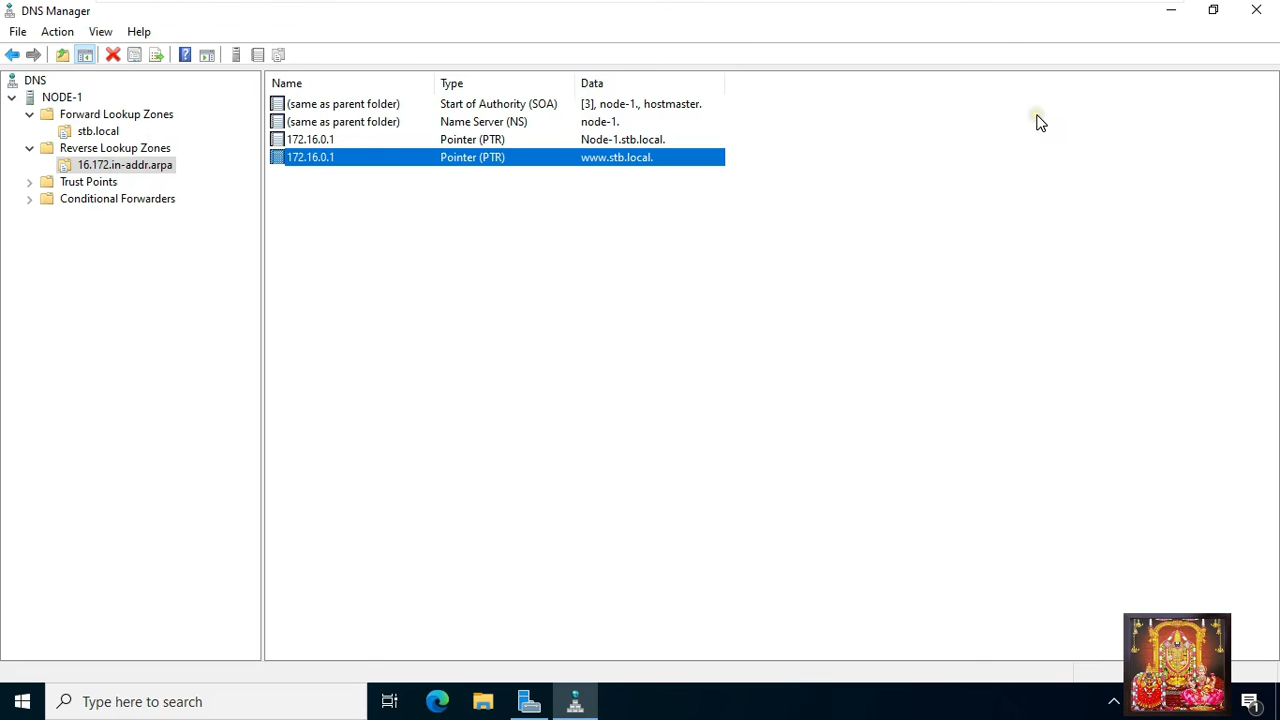 DNS Manager
File Action View Help
DNS
NODE-1
Forward Lookup Zones
stb.local
Reverse Lookup Zones
16.172.in-addr.arpa
Trust Points
Conditional Forwarders
Name Type Data
(same as parent folder) Start of Authority (SOA) [3], node-1., hostmaster.
(same as parent folder) Name Server (NS) node-1.
172.16.0.1 Pointer (PTR) Node-1.stb.local.
172.16.0.1 Pointer (PTR) www.stb.local.
Type here to search
1